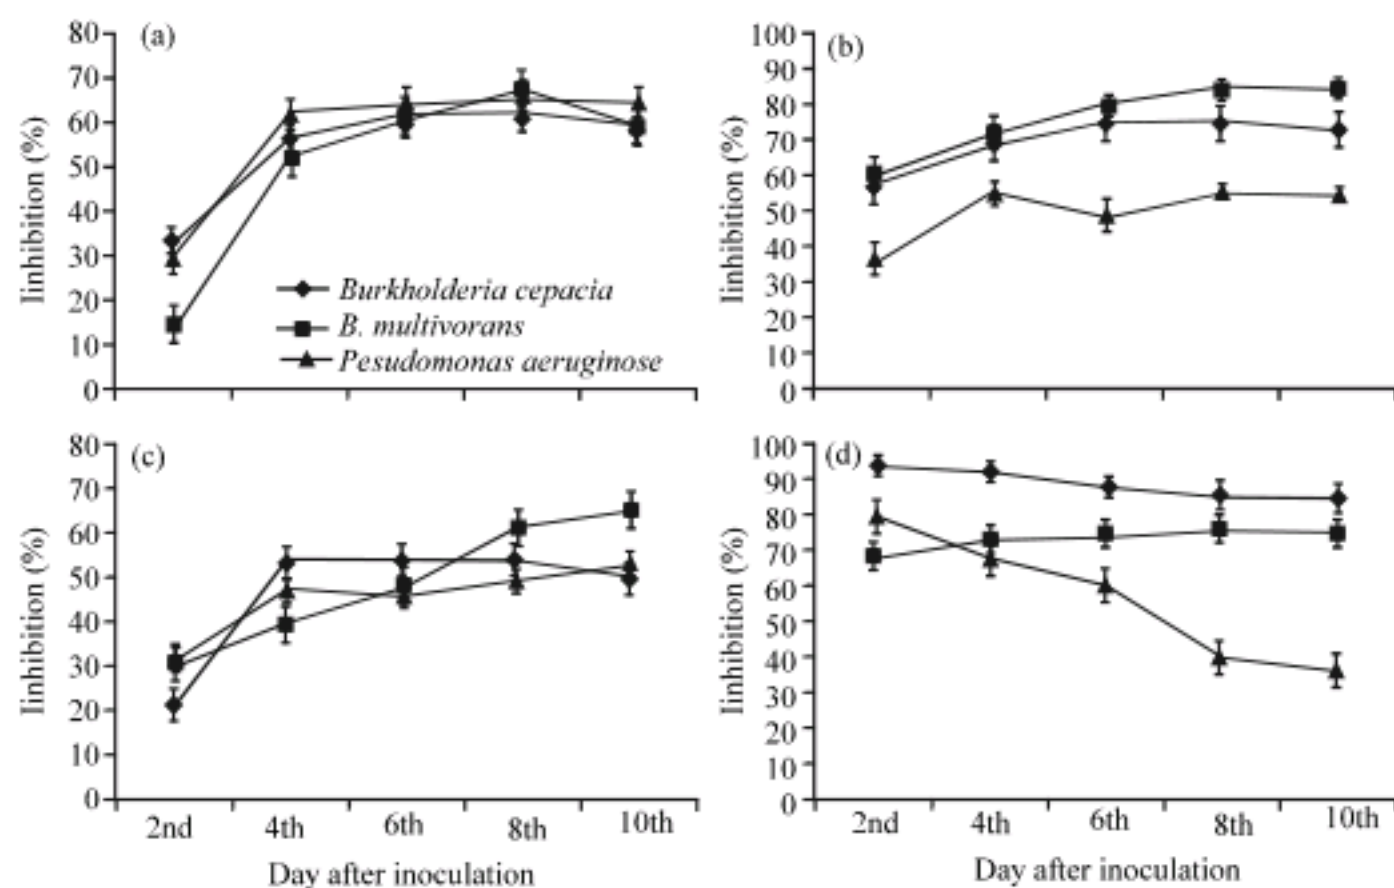 (a)
80
70
60
50
40
30
20
10
0
Iinhibition (%)
Burkholderia cepacia
B. multivorans
Pesudomonas aeruginose
(b)
100
90
80
70
60
50
40
30
20
10
0
Iinhibition (%)
(c)
80
70
60
50
40
30
20
10
0
Iinhibition (%)
2nd 4th 6th 8th 10th
Day after inoculation
(d)
100
90
80
70
60
50
40
30
20
10
0
Iinhibition (%)
2nd 4th 6th 8th 10th
Day after inoculation